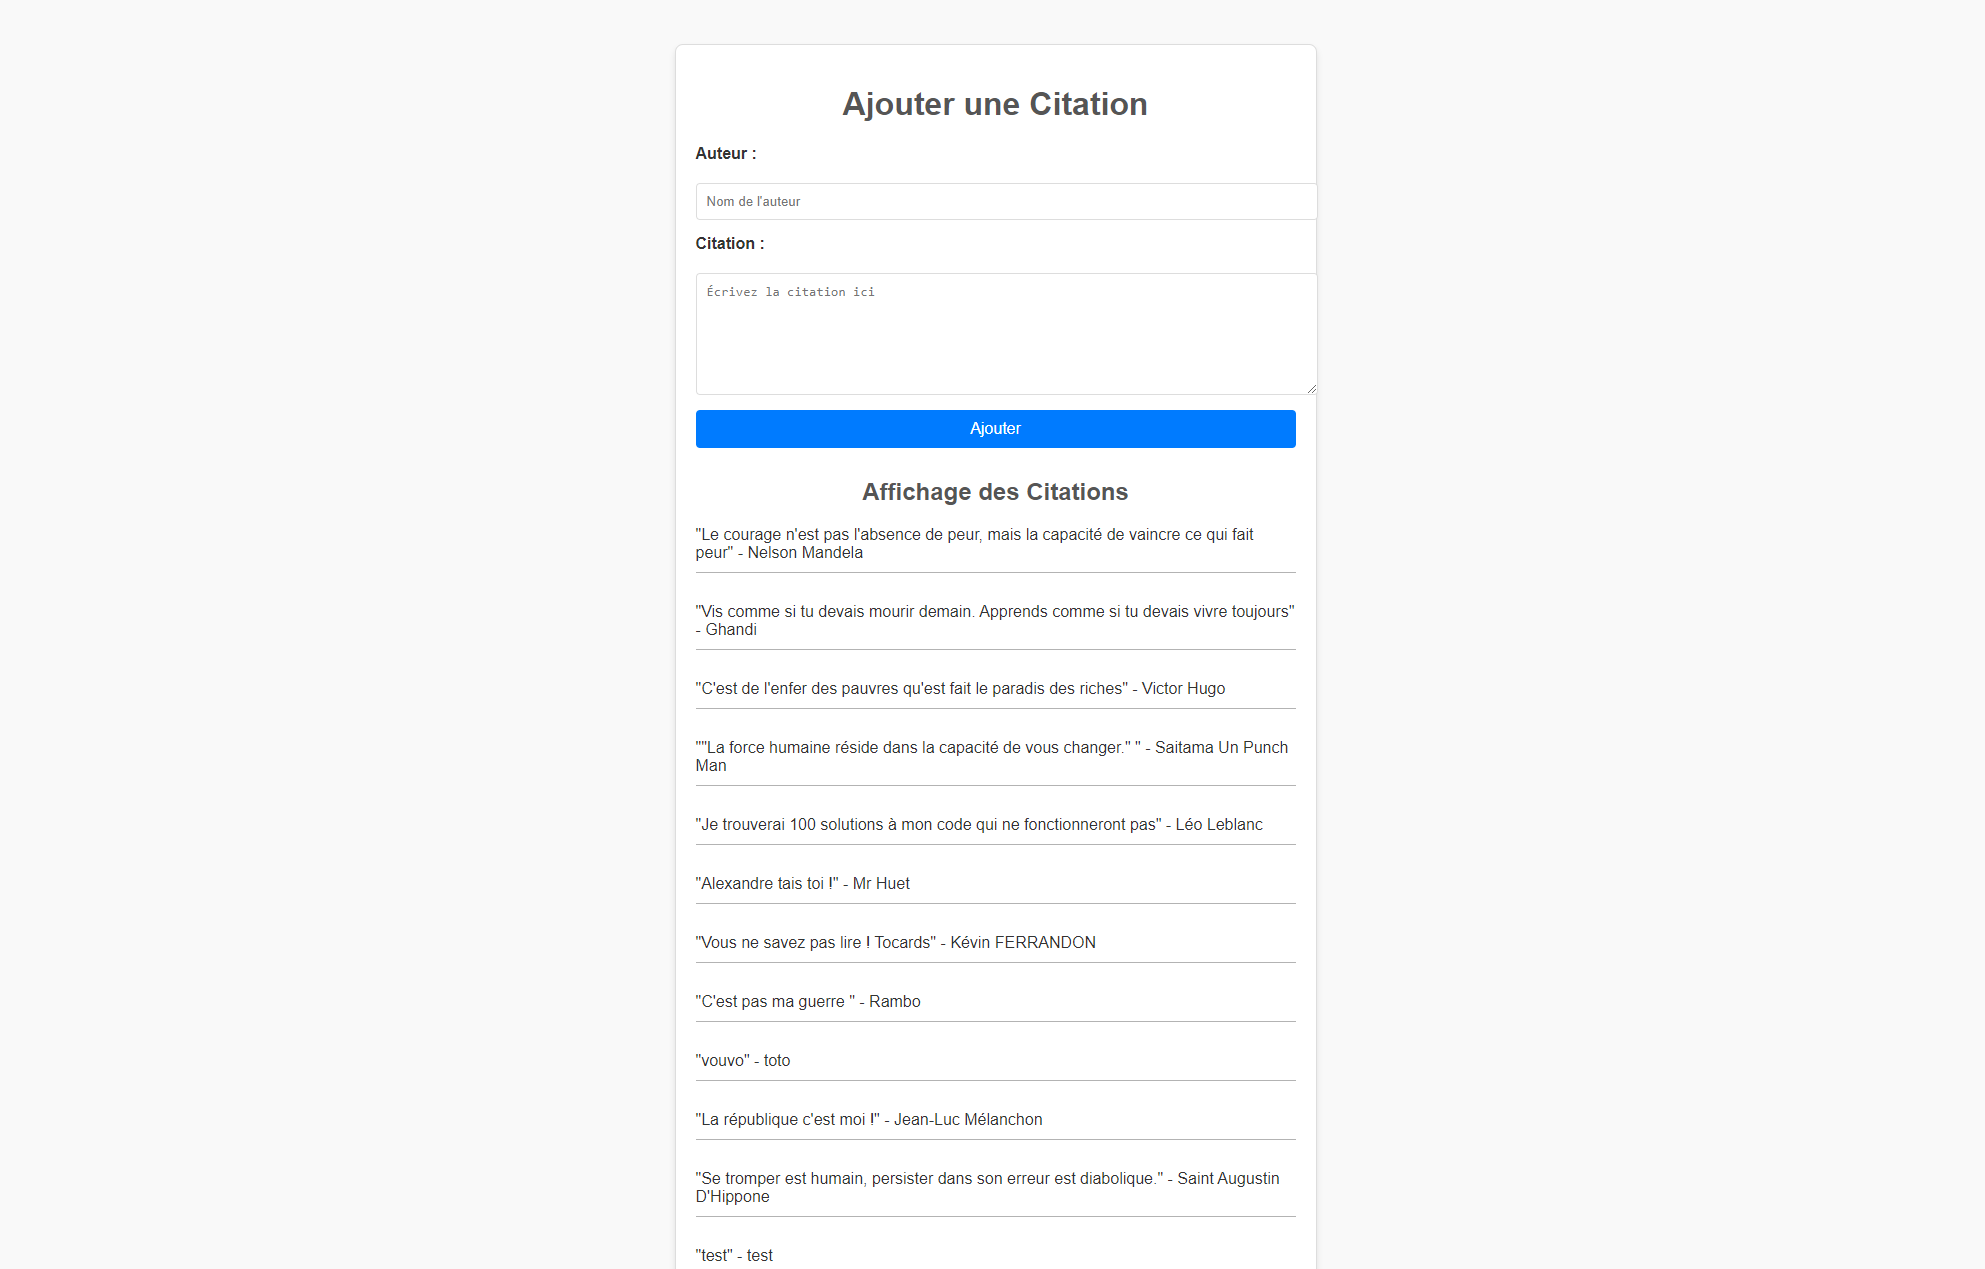 Ajouter une Citation
Auteur :
Nom de l'auteur
Citation :
Écrivez la citation ici
Ajouter
Affichage des Citations
"Le courage n'est pas l'absence de peur, mais la capacité de vaincre ce qui fait
peur" - Nelson Mandela
"Vis comme si tu devais mourir demain. Apprends comme si tu devais vivre toujours"
- Ghandi
"C'est de l'enfer des pauvres qu'est fait le paradis des riches" - Victor Hugo
""La force humaine réside dans la capacité de vous changer." " - Saitama Un Punch
Man
"Je trouverai 100 solutions à mon code qui ne fonctionneront pas" - Léo Leblanc
"Alexandre tais toi !" - Mr Huet
"Vous ne savez pas lire ! Tocards" - Kévin FERRANDON
"C'est pas ma guerre " - Rambo
"vouvo" - toto
"La république c'est moi !" - Jean-Luc Mélanchon
"Se tromper est humain, persister dans son erreur est diabolique." - Saint Augustin
D'Hippone
"test" - test